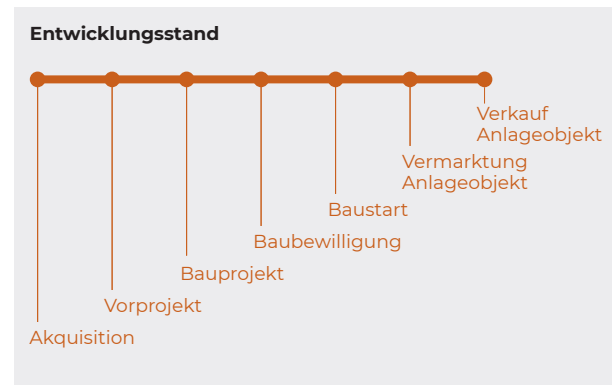 Entwicklungsstand
Verkauf
Anlageobjekt
Vermarktung
Anlageobjekt
Baustart
Baubewilligung
Bauprojekt
Vorprojekt
Akquisition